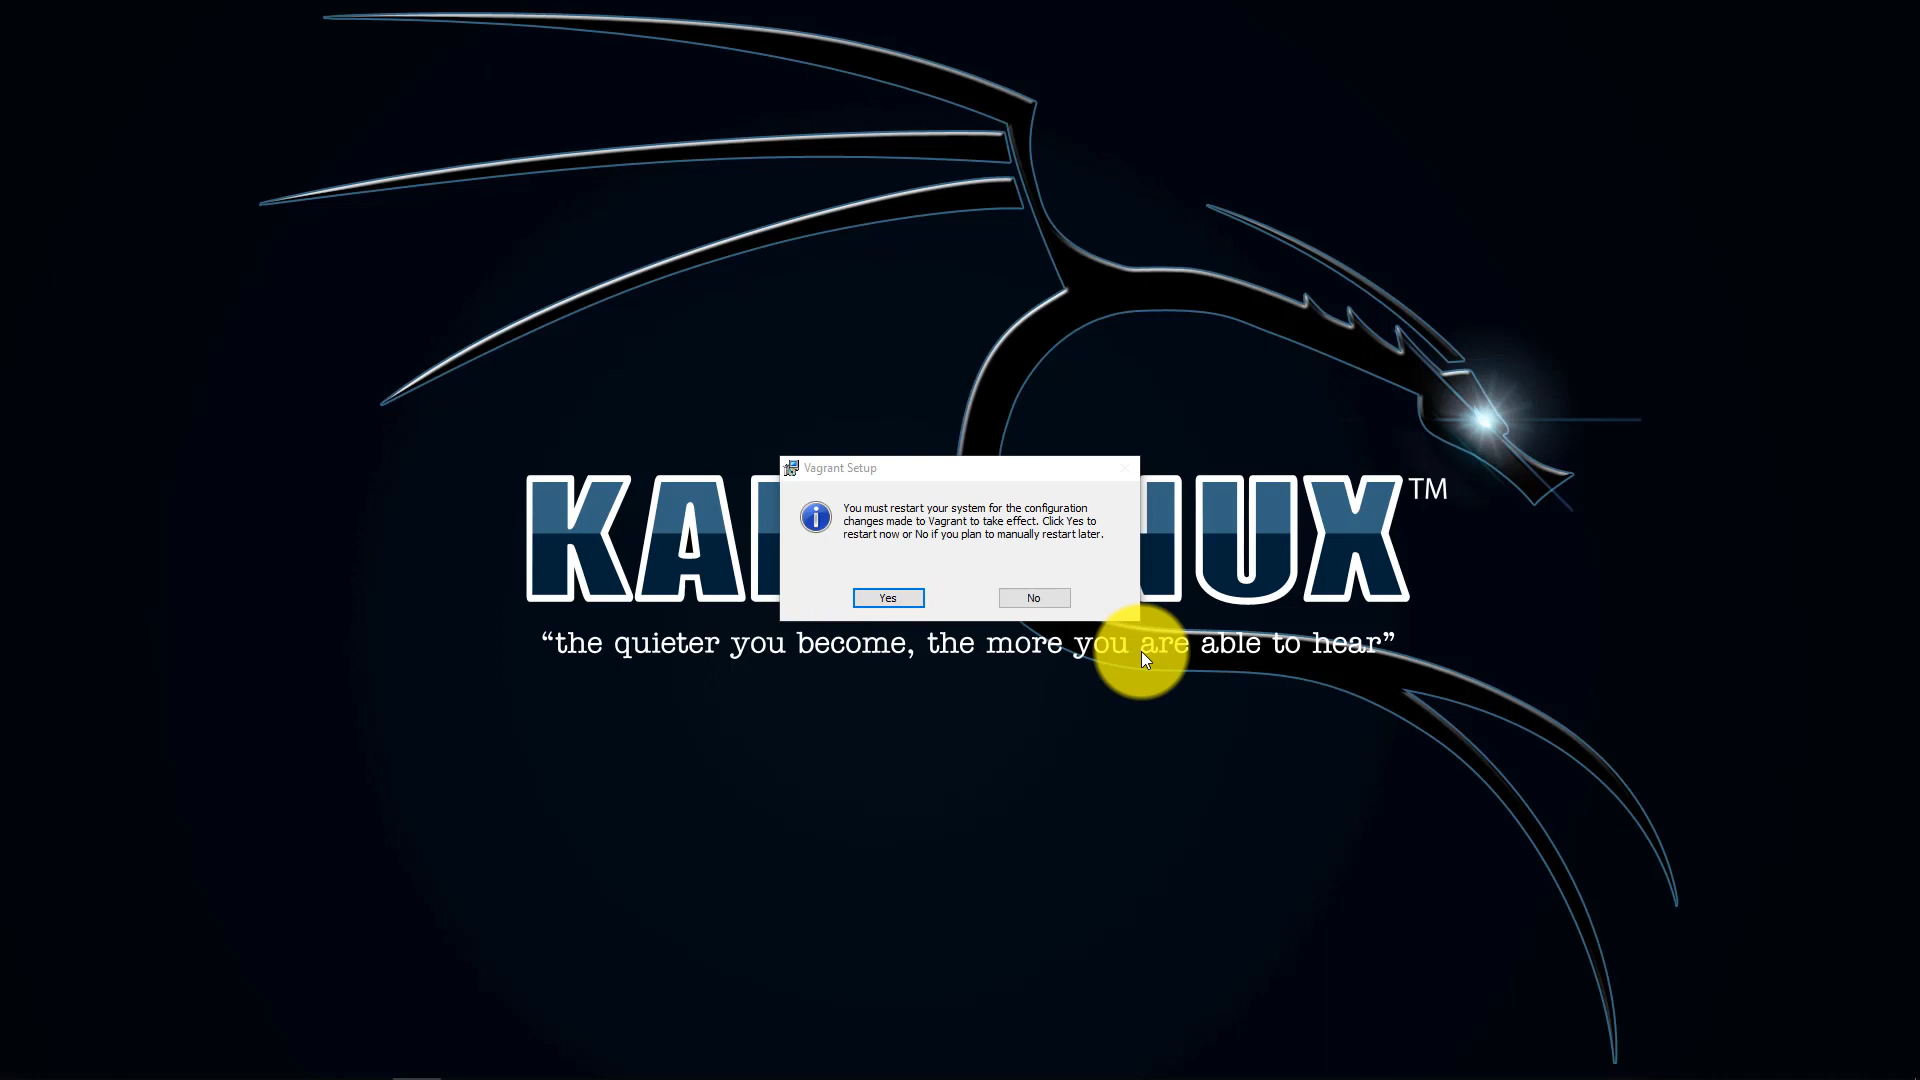 Vagrant Setup
KA
UX™
You must restart your system for the configuration
changes made to Vagrant to take effect. Click Yes to
restart now or No if you plan to manually restart later.
Yes
No
“the quieter you become, the more you are able to hear”